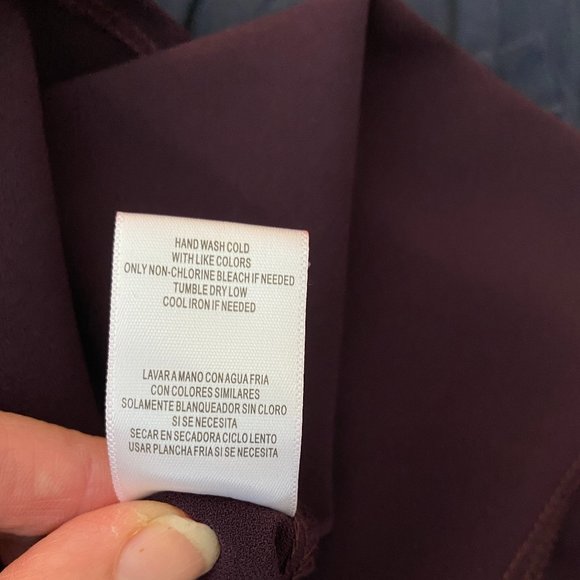 HAND WASH COLD
WITH LIKE COLORS
ONLY NON-CHLORINE BLEACH IF NEEDED
TUMBLE DRY LOW
COOL IRON IF NEEDED
LAVAR A MANO CON AGUA FRIA
CON COLORES SIMILARES
SOLAMENTE BLANQUEADOR SIN CLORO
SI SE NECESITA
SECAR EN SECADORA CICLO LENTO
USAR PLANCHA FRIA SI SE NECESITA